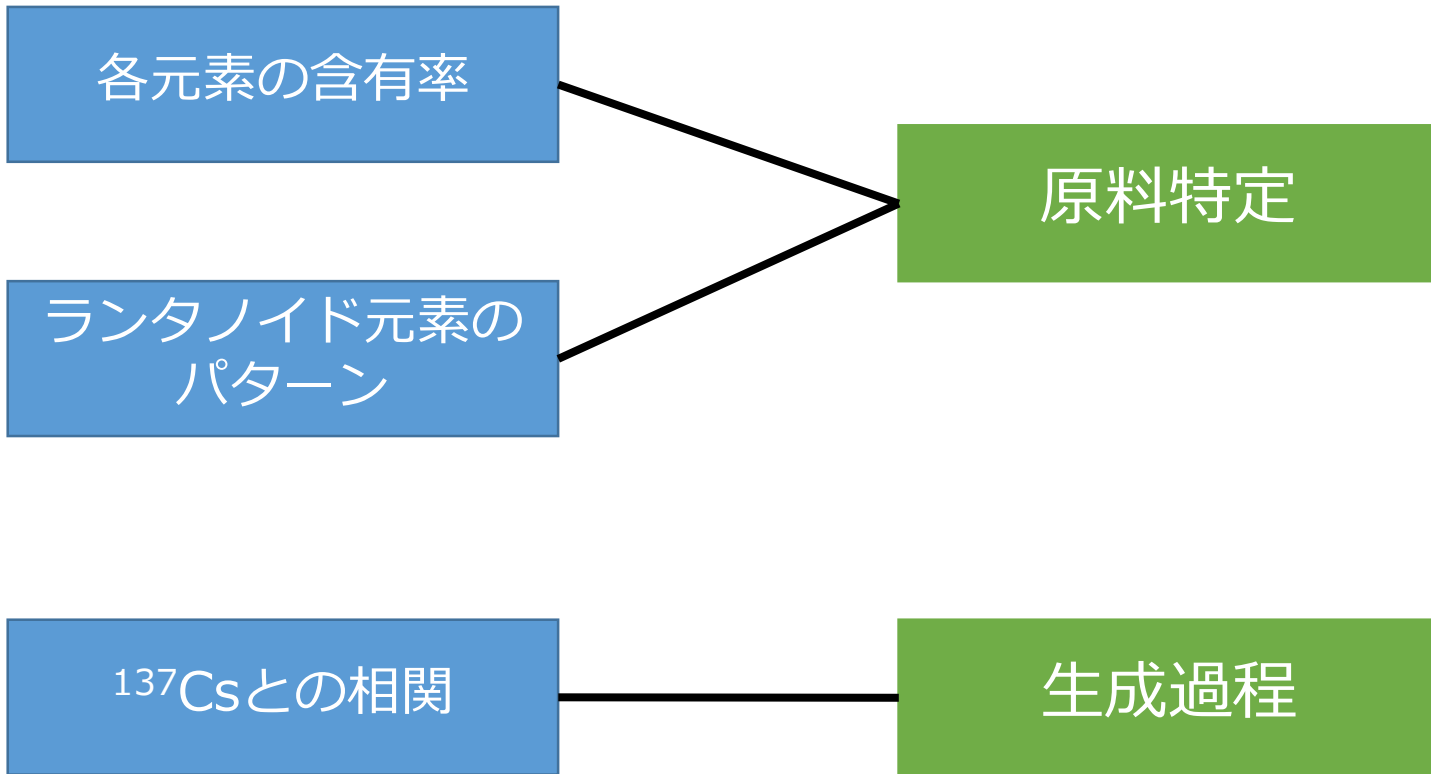 各元素の含有率
原料特定
ランタノイド元素の
パターン
¹³⁷Csとの相関
生成過程